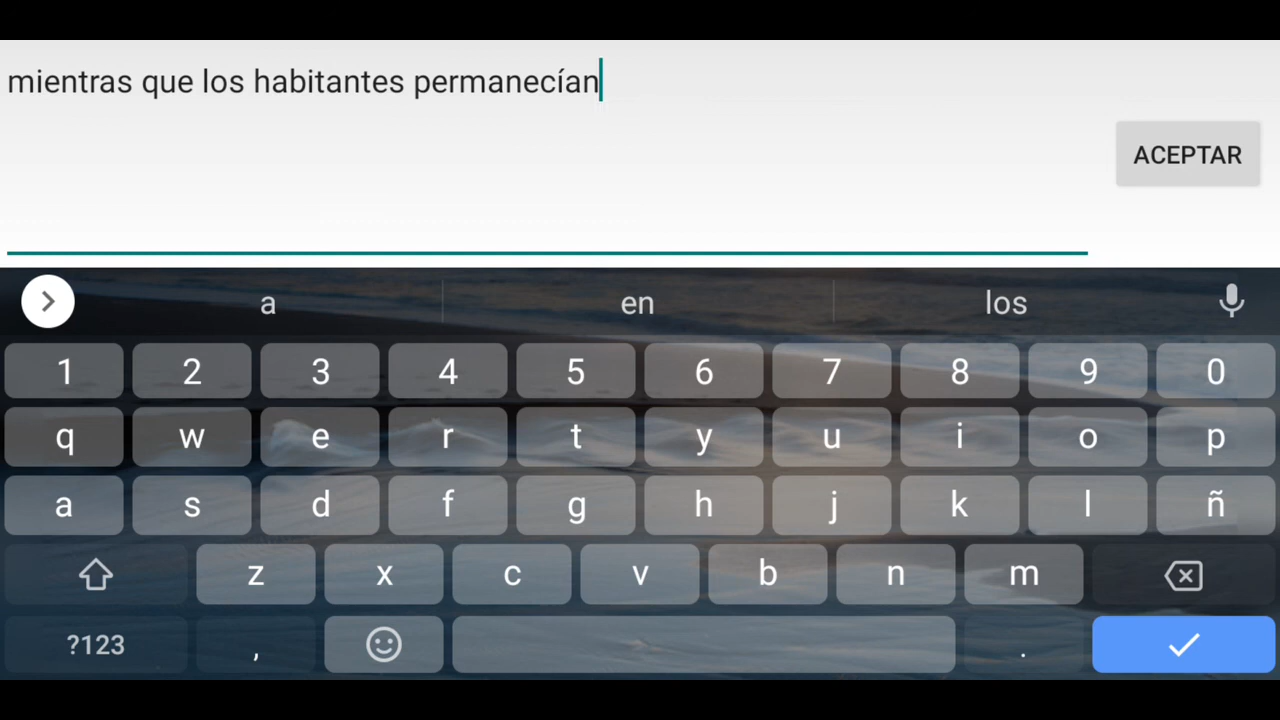 mientras que los habitantes permanecían
ACEPTAR
a en los
1 2 3 4 5 6 7 8 9 0
q w e r t y u i o p
a s d f g h j k l ñ
z x c v b n m
?123 , .